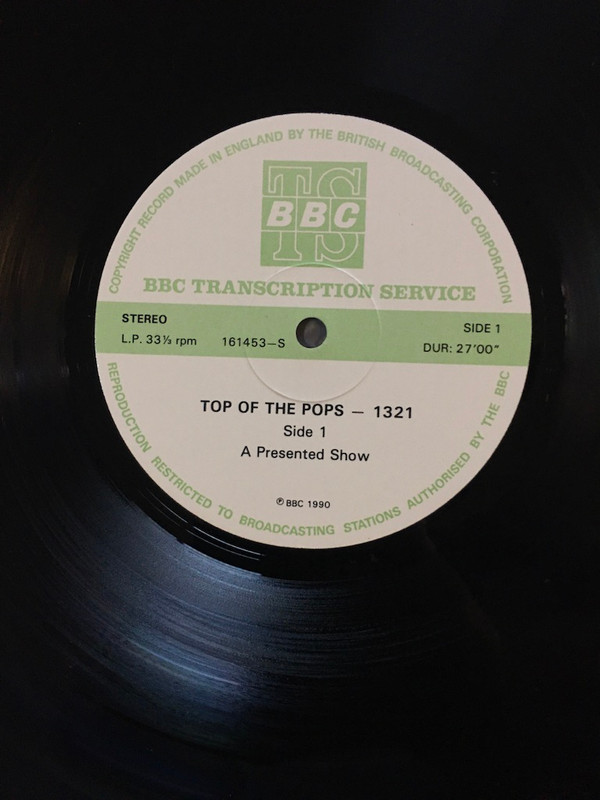 COPYRIGHT RECORD MADE IN ENGLAND BY THE BRITISH BROADCASTING CORPORATION
TS
BBC
BBC TRANSCRIPTION SERVICE
STEREO
SIDE 1
L.P. 33⅓ rpm
161453–S
DUR: 27'00"
TOP OF THE POPS — 1321
Side 1
A Presented Show
℗ BBC 1990
REPRODUCTION RESTRICTED TO BROADCASTING STATIONS AUTHORISED BY THE BBC